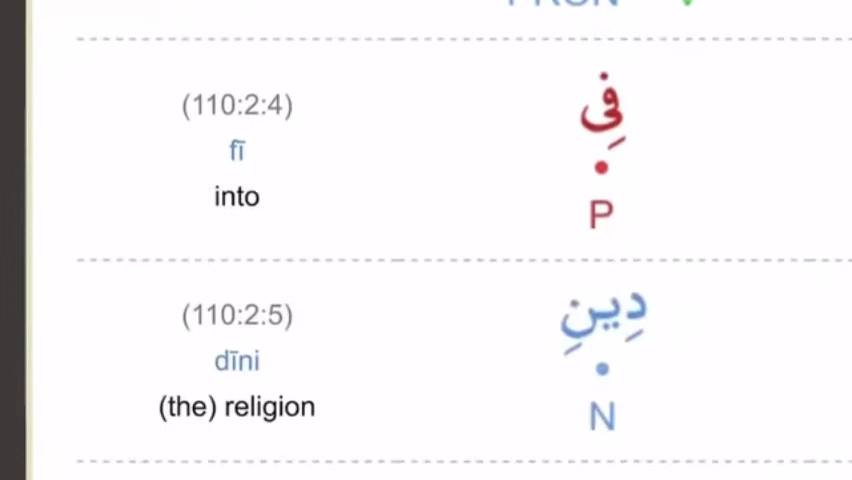 (110:2:4)
fī
into
فِى
P
(110:2:5)
dīni
(the) religion
دِينِ
N